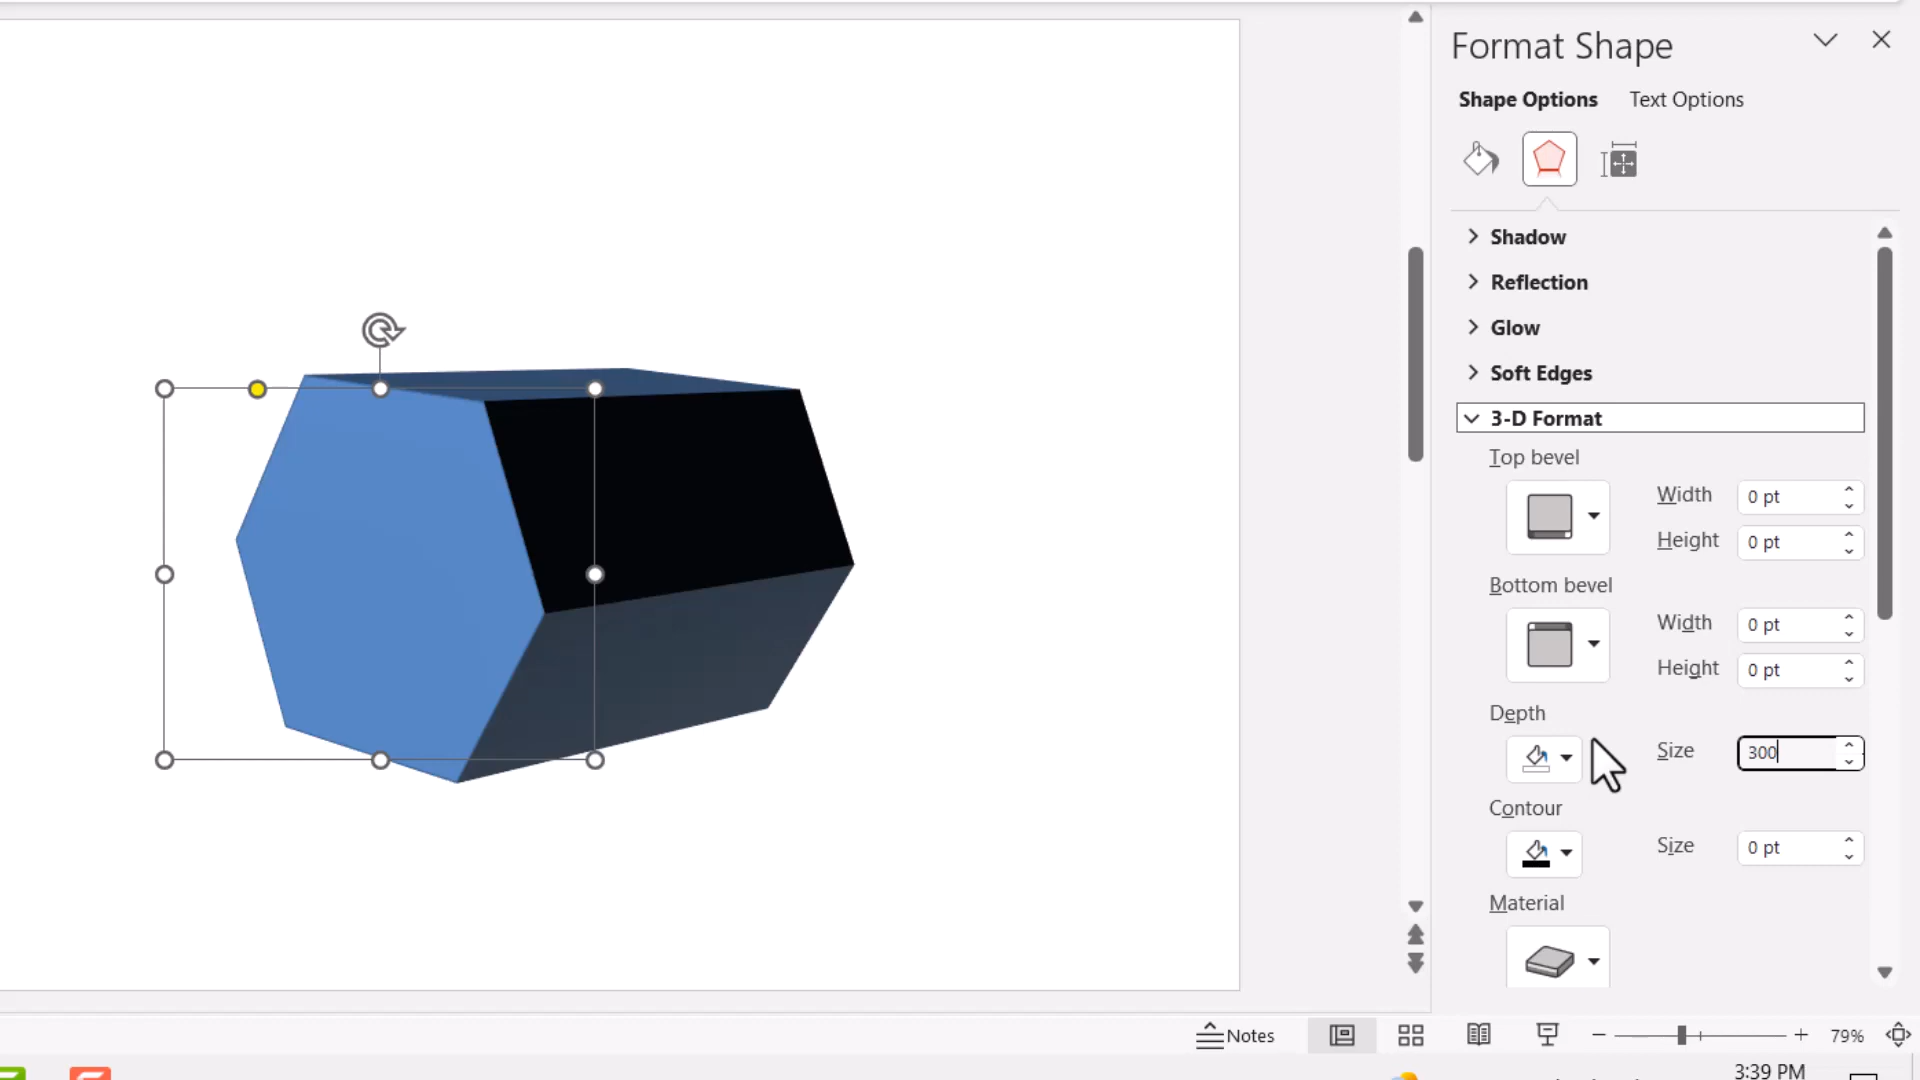 Format Shape
Shape Options
Text Options
Shadow
Reflection
Glow
Soft Edges
3-D Format
Top bevel
Width
0 pt
Height
0 pt
Bottom bevel
Width
0 pt
Height
0 pt
Depth
Size
300
Contour
Size
0 pt
Material
Notes
79%
3:39 PM